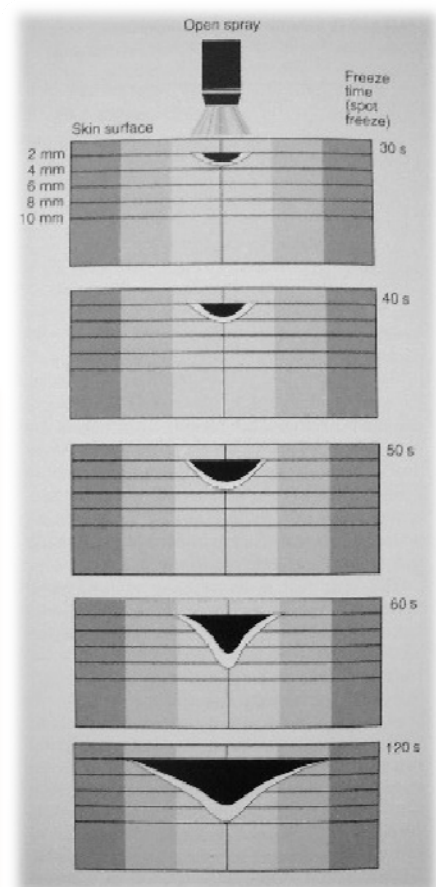 Open spray
Freeze
time
(spot
freeze)
Skin surface
30 s
2 mm
4 mm
6 mm
8 mm
10 mm
40 s
50 s
60 s
120 s